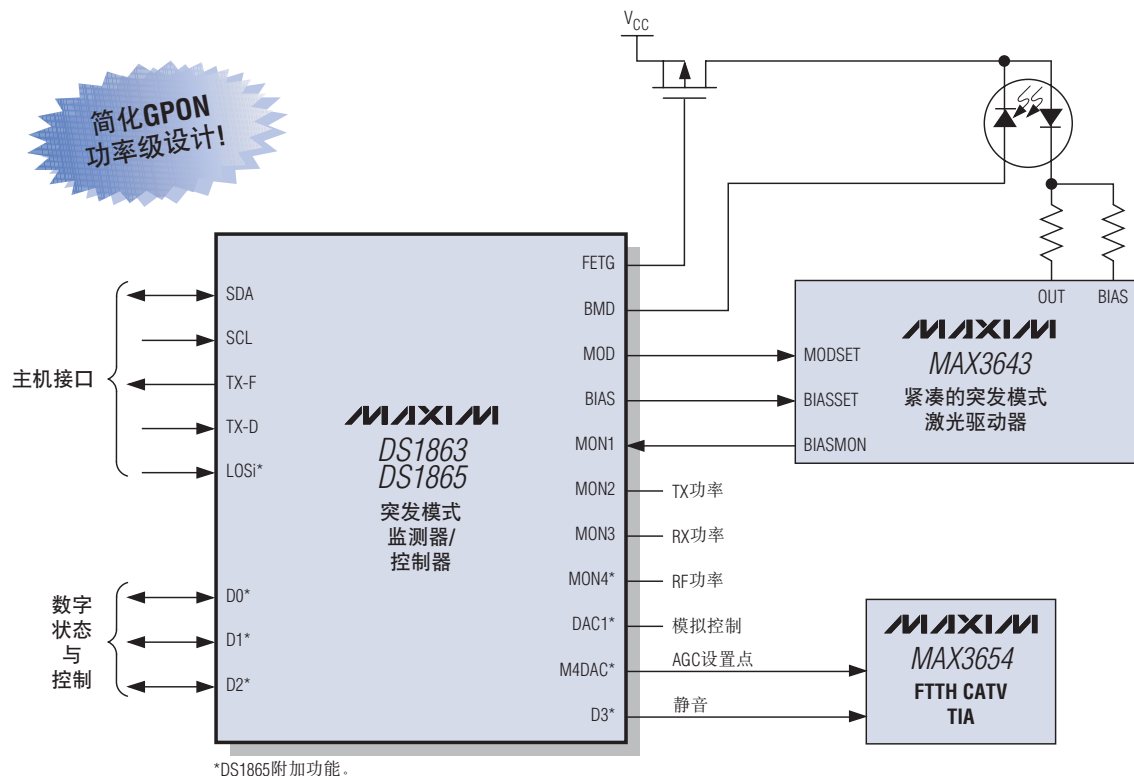 V_CC
简化GPON
功率级设计!
主机接口
SDA
SCL
TX-F
TX-D
LOSi*
数字
状态
与
控制
D0*
D1*
D2*
MAXIM
DS1863
DS1865
突发模式
监测器/
控制器
FETG
BMD
MOD
BIAS
MON1
MON2
MON3
MON4*
DAC1*
M4DAC*
D3*
TX功率
RX功率
RF功率
模拟控制
AGC设置点
静音
OUT BIAS
MAXIM
MAX3643
紧凑的突发模式
激光驱动器
MODSET
BIASSET
BIASMON
MAXIM
MAX3654
FTTH CATV
TIA
*DS1865附加功能。